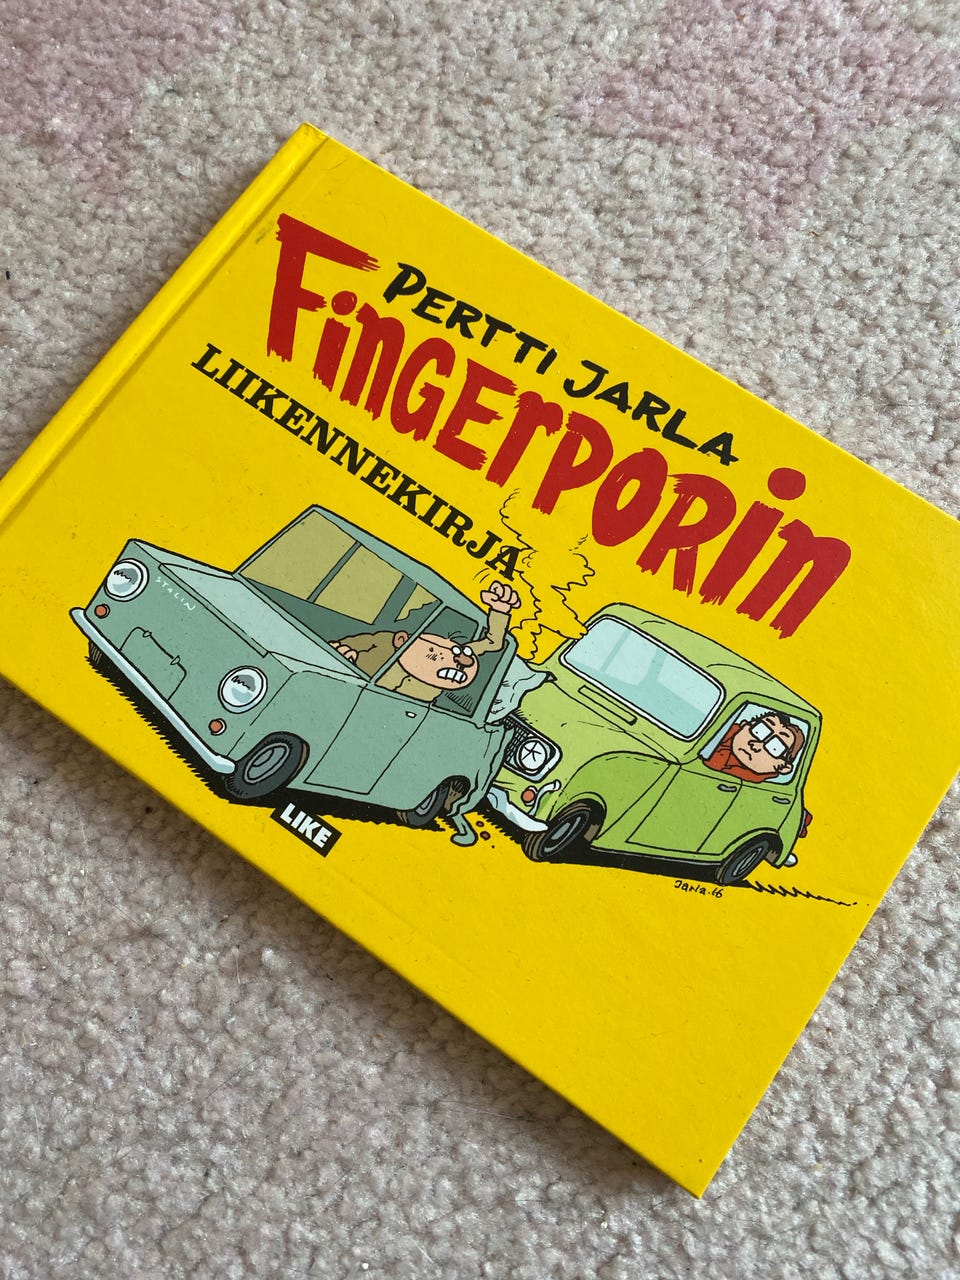 PERTTI JARLA
FINGERPORIN
LIIKENNEKIRJA
STALIN
LIKE
Jarla.16